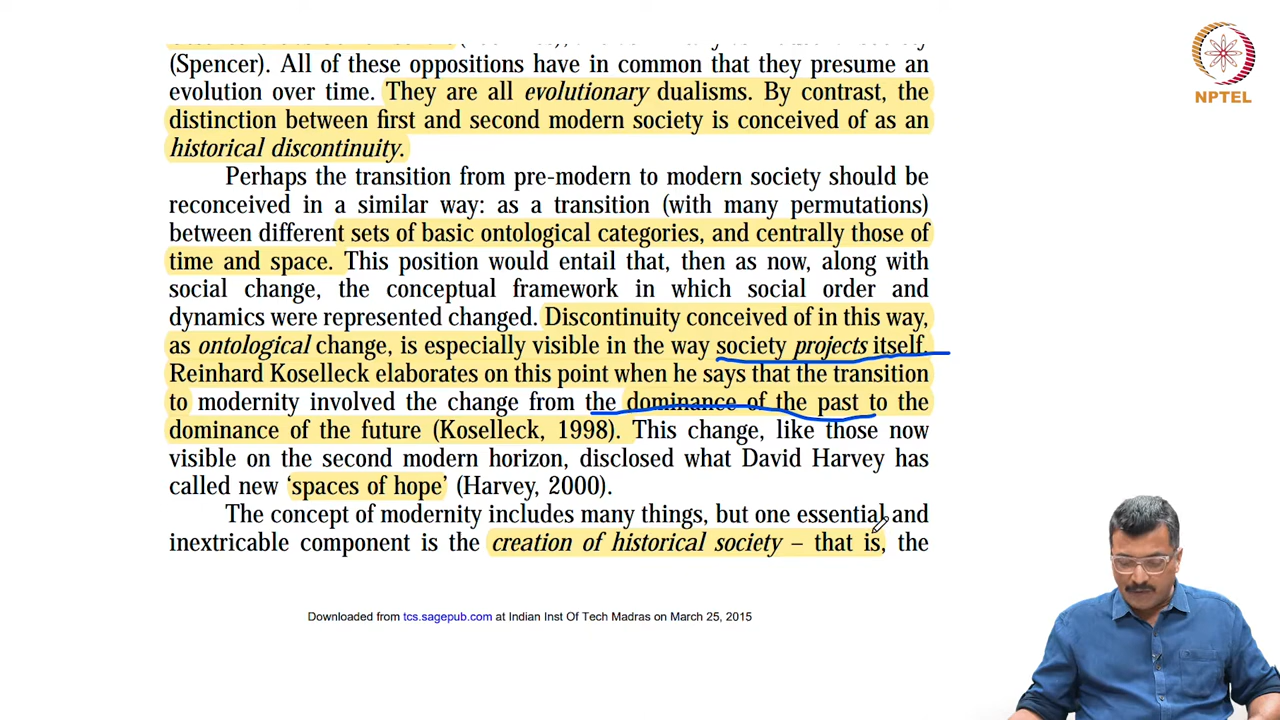 (Spencer). All of these oppositions have in common that they presume an
evolution over time. They are all evolutionary dualisms. By contrast, the
distinction between first and second modern society is conceived of as an
historical discontinuity.
Perhaps the transition from pre-modern to modern society should be
reconceived in a similar way: as a transition (with many permutations)
between different sets of basic ontological categories, and centrally those of
time and space. This position would entail that, then as now, along with
social change, the conceptual framework in which social order and
dynamics were represented changed. Discontinuity conceived of in this way,
as ontological change, is especially visible in the way society projects itself.
Reinhard Koselleck elaborates on this point when he says that the transition
to modernity involved the change from the dominance of the past to the
dominance of the future (Koselleck, 1998). This change, like those now
visible on the second modern horizon, disclosed what David Harvey has
called new ‘spaces of hope’ (Harvey, 2000).
The concept of modernity includes many things, but one essential and
inextricable component is the creation of historical society – that is, the
Downloaded from tcs.sagepub.com at Indian Inst Of Tech Madras on March 25, 2015
NPTEL